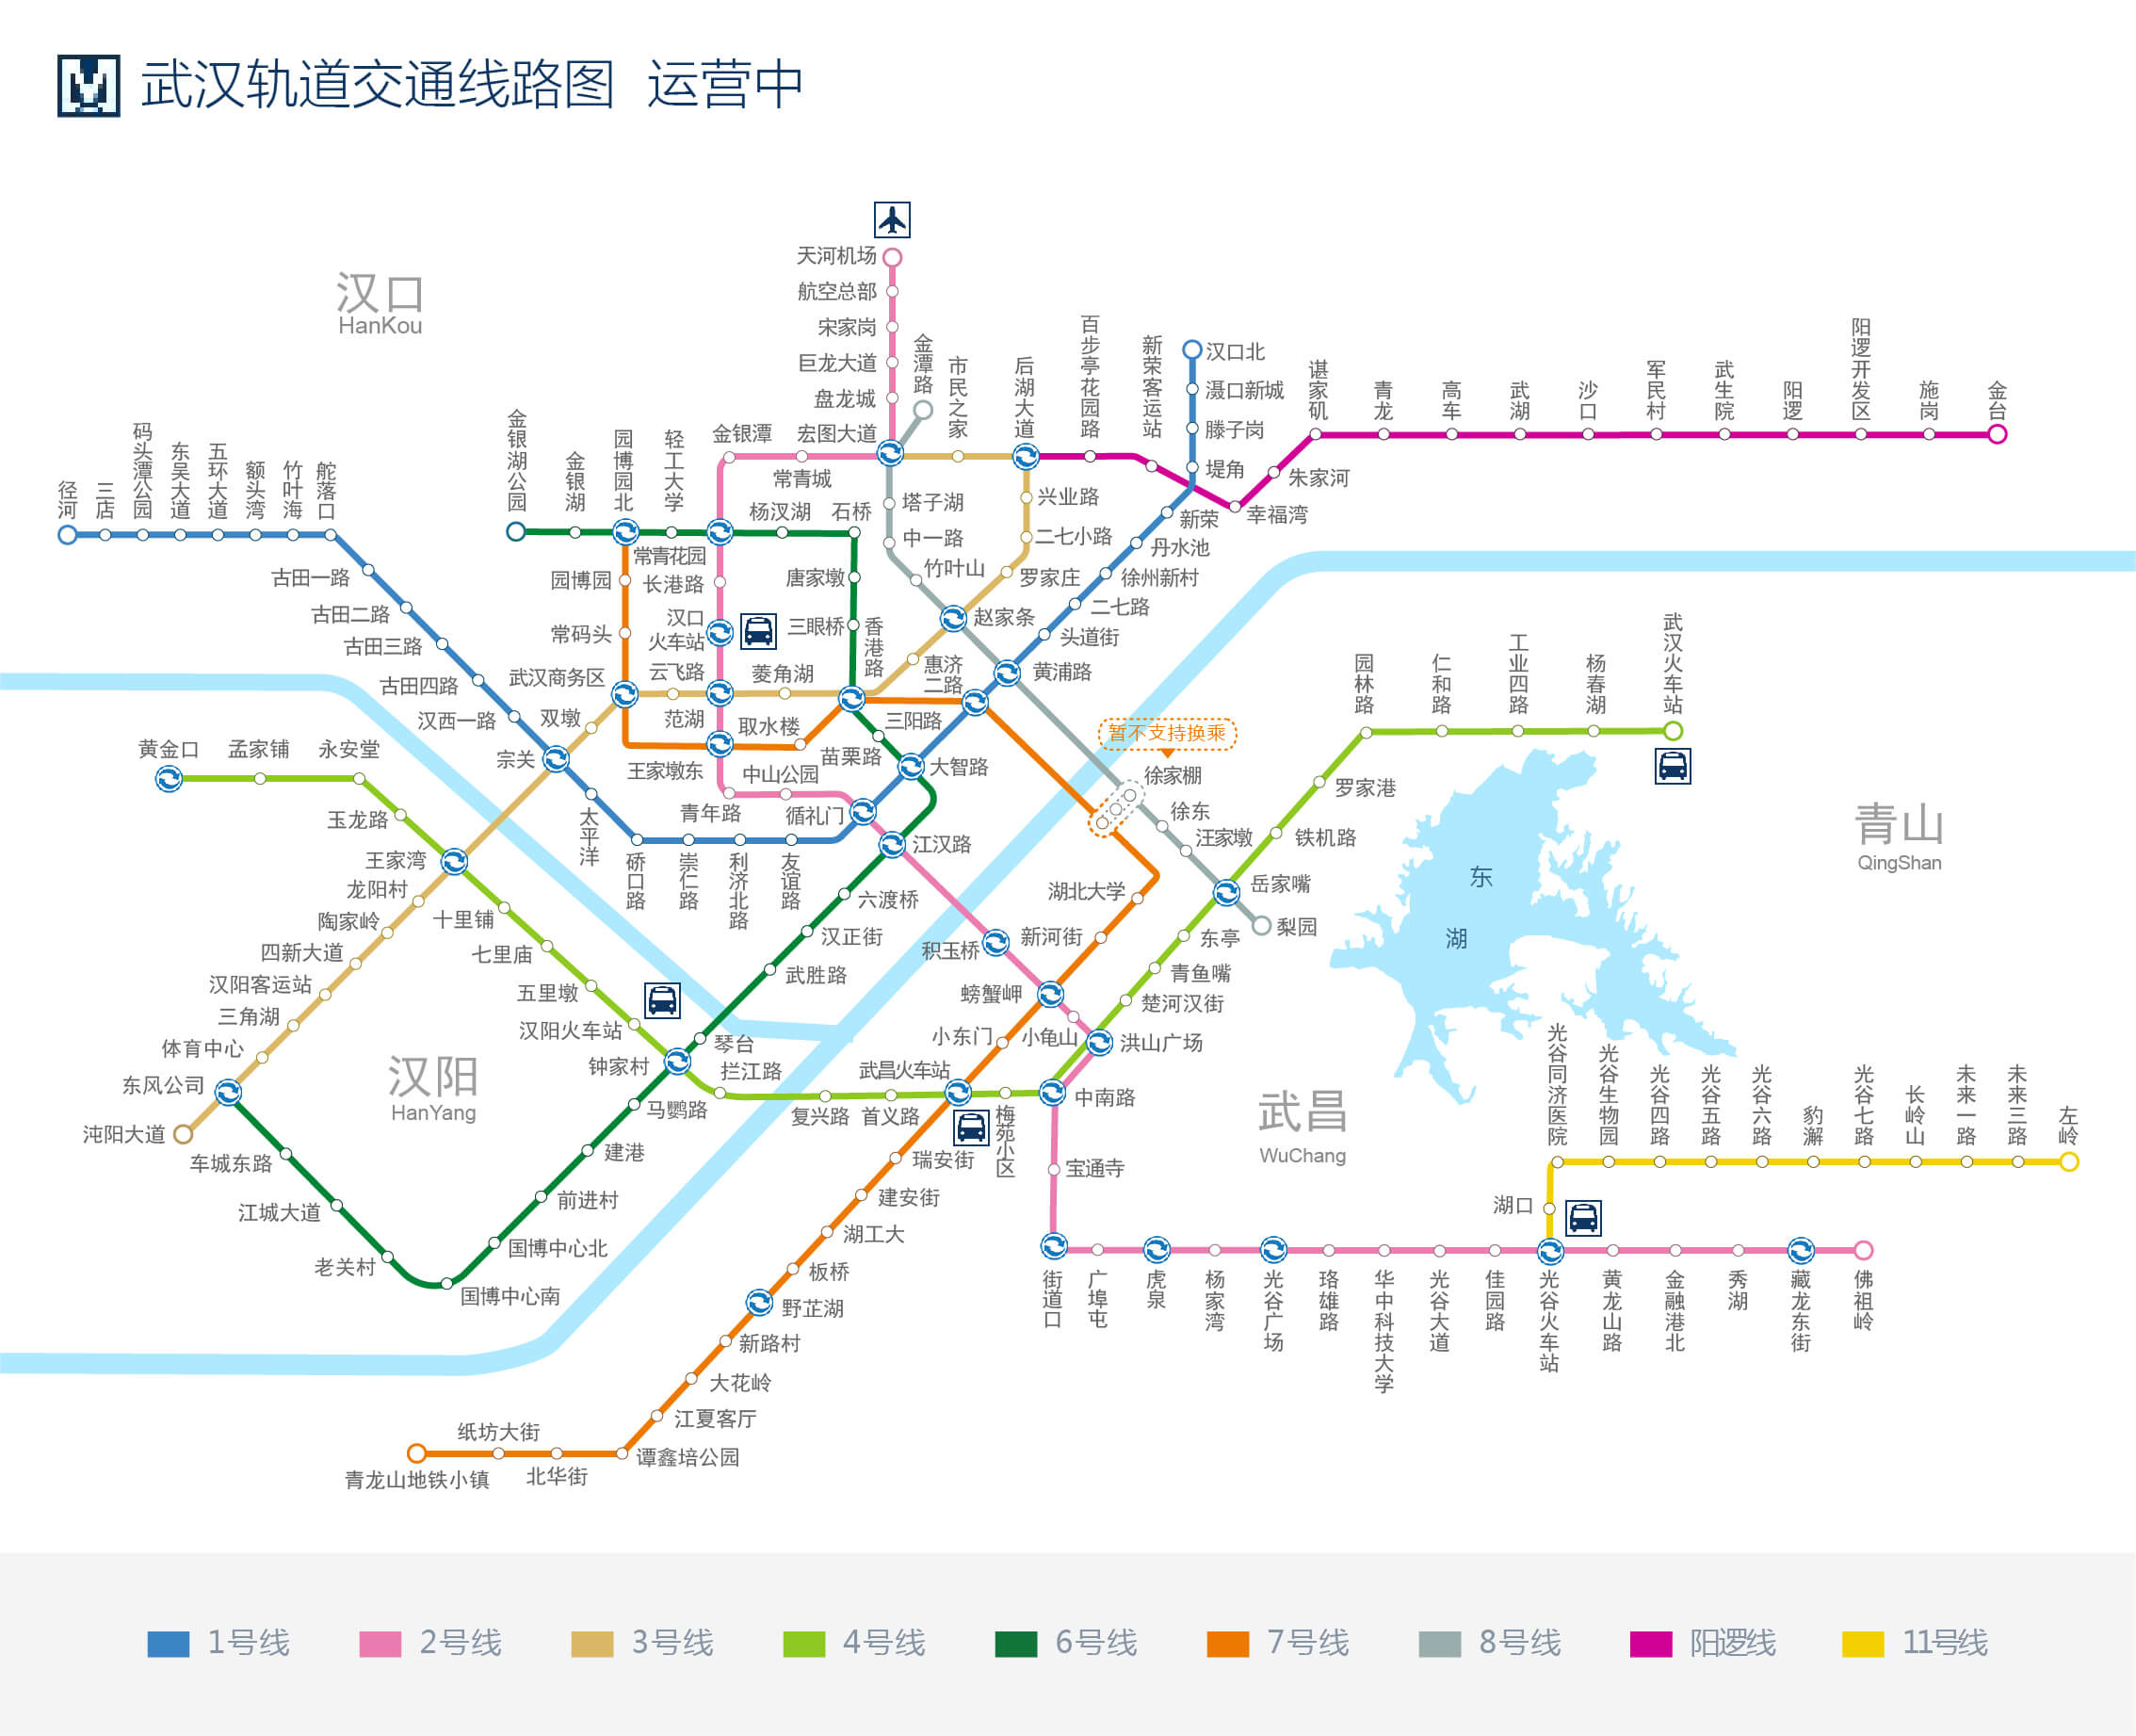 武汉轨道交通线路图 运营中
汉口
HanKou
天河机场
航空总部
宋家岗
巨龙大道
盘龙城
宏图大道
金潭路
市民之家
后湖大道
百步亭花园路
新荣客运站
汉口北
滠口新城
滕子岗
堤角
谌家矶
青龙
高车
武湖
沙口
军民村
武生院
阳逻
阳逻开发区
施岗
金台
朱家河
幸福湾
径河
三店
码头潭公园
东吴大道
五环大道
额头湾
竹叶海
舵落口
金银湖公园
金银湖
园博园北
轻工大学
金银潭
常青城
杨汊湖
石桥
塔子湖
中一路
竹叶山
兴业路
二七小路
罗家庄
新荣
丹水池
徐州新村
二七路
头道街
黄浦路
赵家条
常青花园
园博园
长港路
常码头
汉口
火车站
唐家墩
三眼桥
香港路
古田一路
古田二路
古田三路
古田四路
汉西一路
武汉商务区
云飞路
菱角湖
惠济
二路
双墩
范湖
取水楼
三阳路
苗栗路
大智路
宗关
王家墩东
中山公园
青年路
循礼门
江汉路
太平洋
硚口路
崇仁路
利济北路
友谊路
六渡桥
汉正街
武胜路
暂不支持换乘
徐家棚
徐东
汪家墩
岳家嘴
梨园
园林路
仁和路
工业四路
杨春湖
武汉火车站
罗家港
铁机路
青山
QingShan
东
湖
黄金口
孟家铺
永安堂
玉龙路
王家湾
龙阳村
陶家岭
四新大道
汉阳客运站
三角湖
体育中心
东风公司
沌阳大道
十里铺
七里庙
五里墩
汉阳火车站
钟家村
琴台
拦江路
马鹦路
建港
前进村
国博中心北
国博中心南
老关村
江城大道
车城东路
汉阳
HanYang
湖北大学
新河街
积玉桥
螃蟹岬
小东门
小龟山
洪山广场
东亭
青鱼嘴
楚河汉街
武昌火车站
复兴路
首义路
梅苑小区
中南路
宝通寺
瑞安街
建安街
湖工大
板桥
野芷湖
新路村
大花岭
江夏客厅
谭鑫培公园
北华街
纸坊大街
青龙山地铁小镇
武昌
WuChang
光谷同济医院
光谷生物园
光谷四路
光谷五路
光谷六路
豹澥
光谷七路
长岭山
未来一路
未来三路
左岭
湖口
街道口
广埠屯
虎泉
杨家湾
光谷广场
珞雄路
华中科技大学
光谷大道
佳园路
光谷火车站
黄龙山路
金融港北
秀湖
藏龙东街
佛祖岭
1号线
2号线
3号线
4号线
6号线
7号线
8号线
阳逻线
11号线